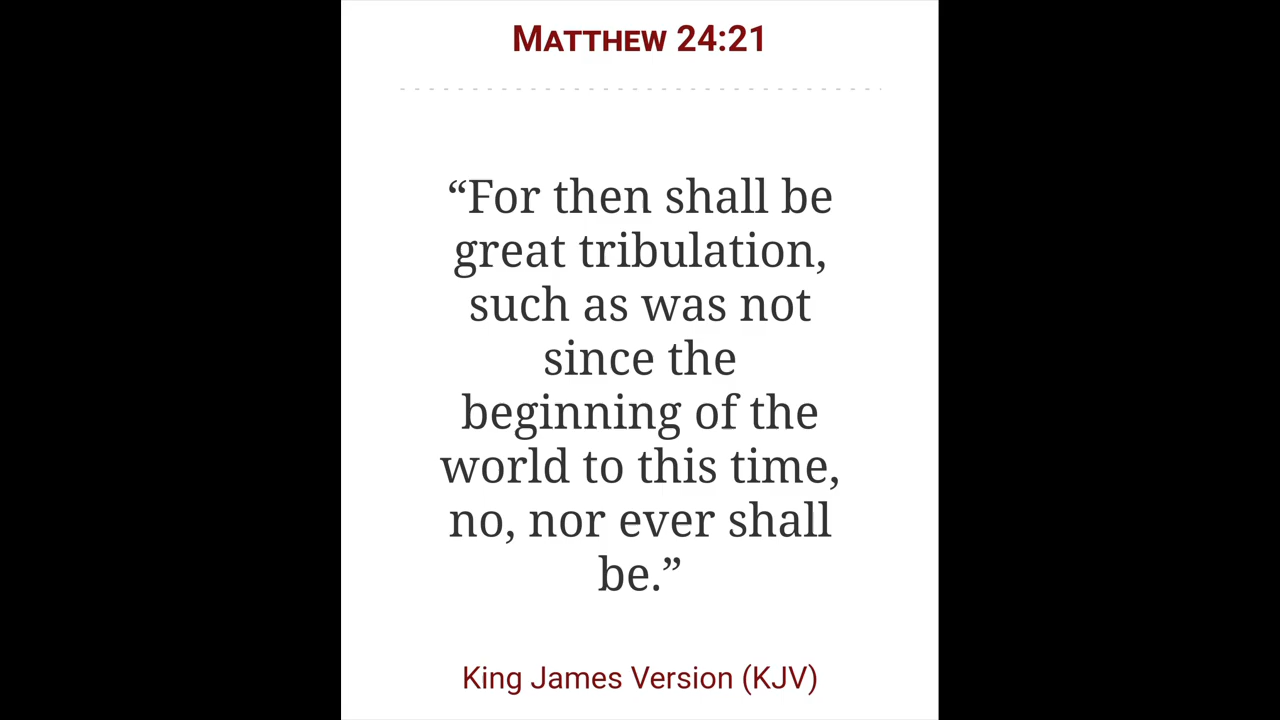 MATTHEW 24:21
“For then shall be
great tribulation,
such as was not
since the
beginning of the
world to this time,
no, nor ever shall
be.”
King James Version (KJV)